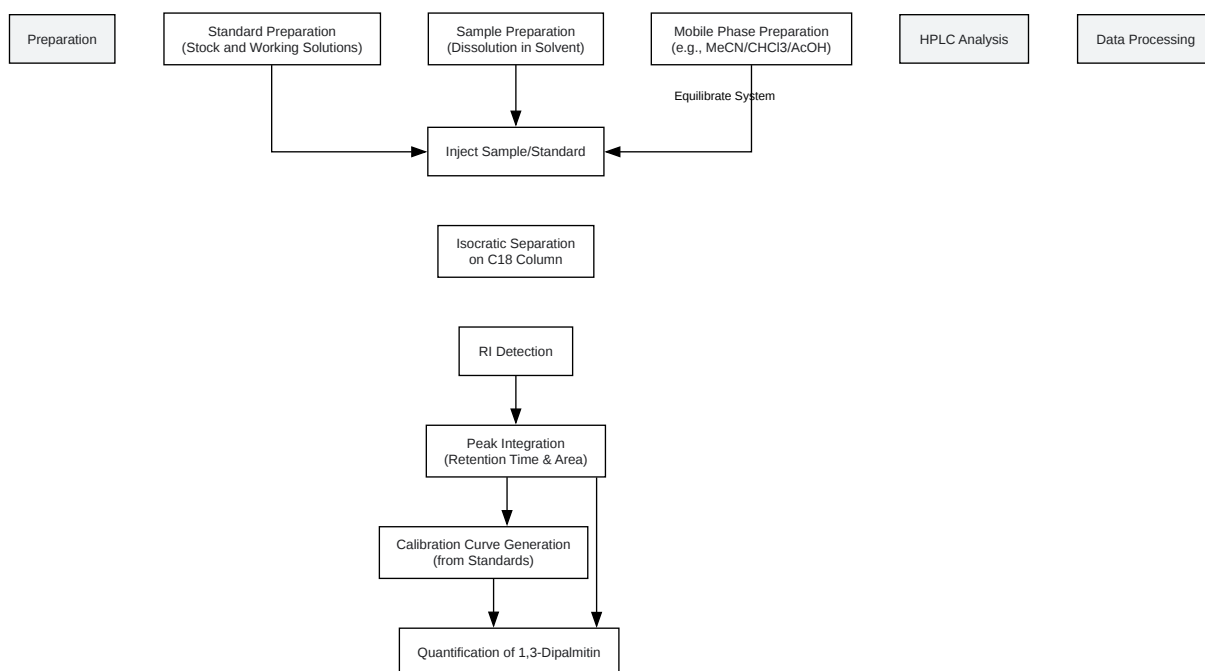 Preparation
Standard Preparation
(Stock and Working Solutions)
Sample Preparation
(Dissolution in Solvent)
Mobile Phase Preparation
(e.g., MeCN/CHCl3/AcOH)
HPLC Analysis
Data Processing
Equilibrate System
Inject Sample/Standard
Isocratic Separation
on C18 Column
RI Detection
Peak Integration
(Retention Time & Area)
Calibration Curve Generation
(from Standards)
Quantification of 1,3-Dipalmitin